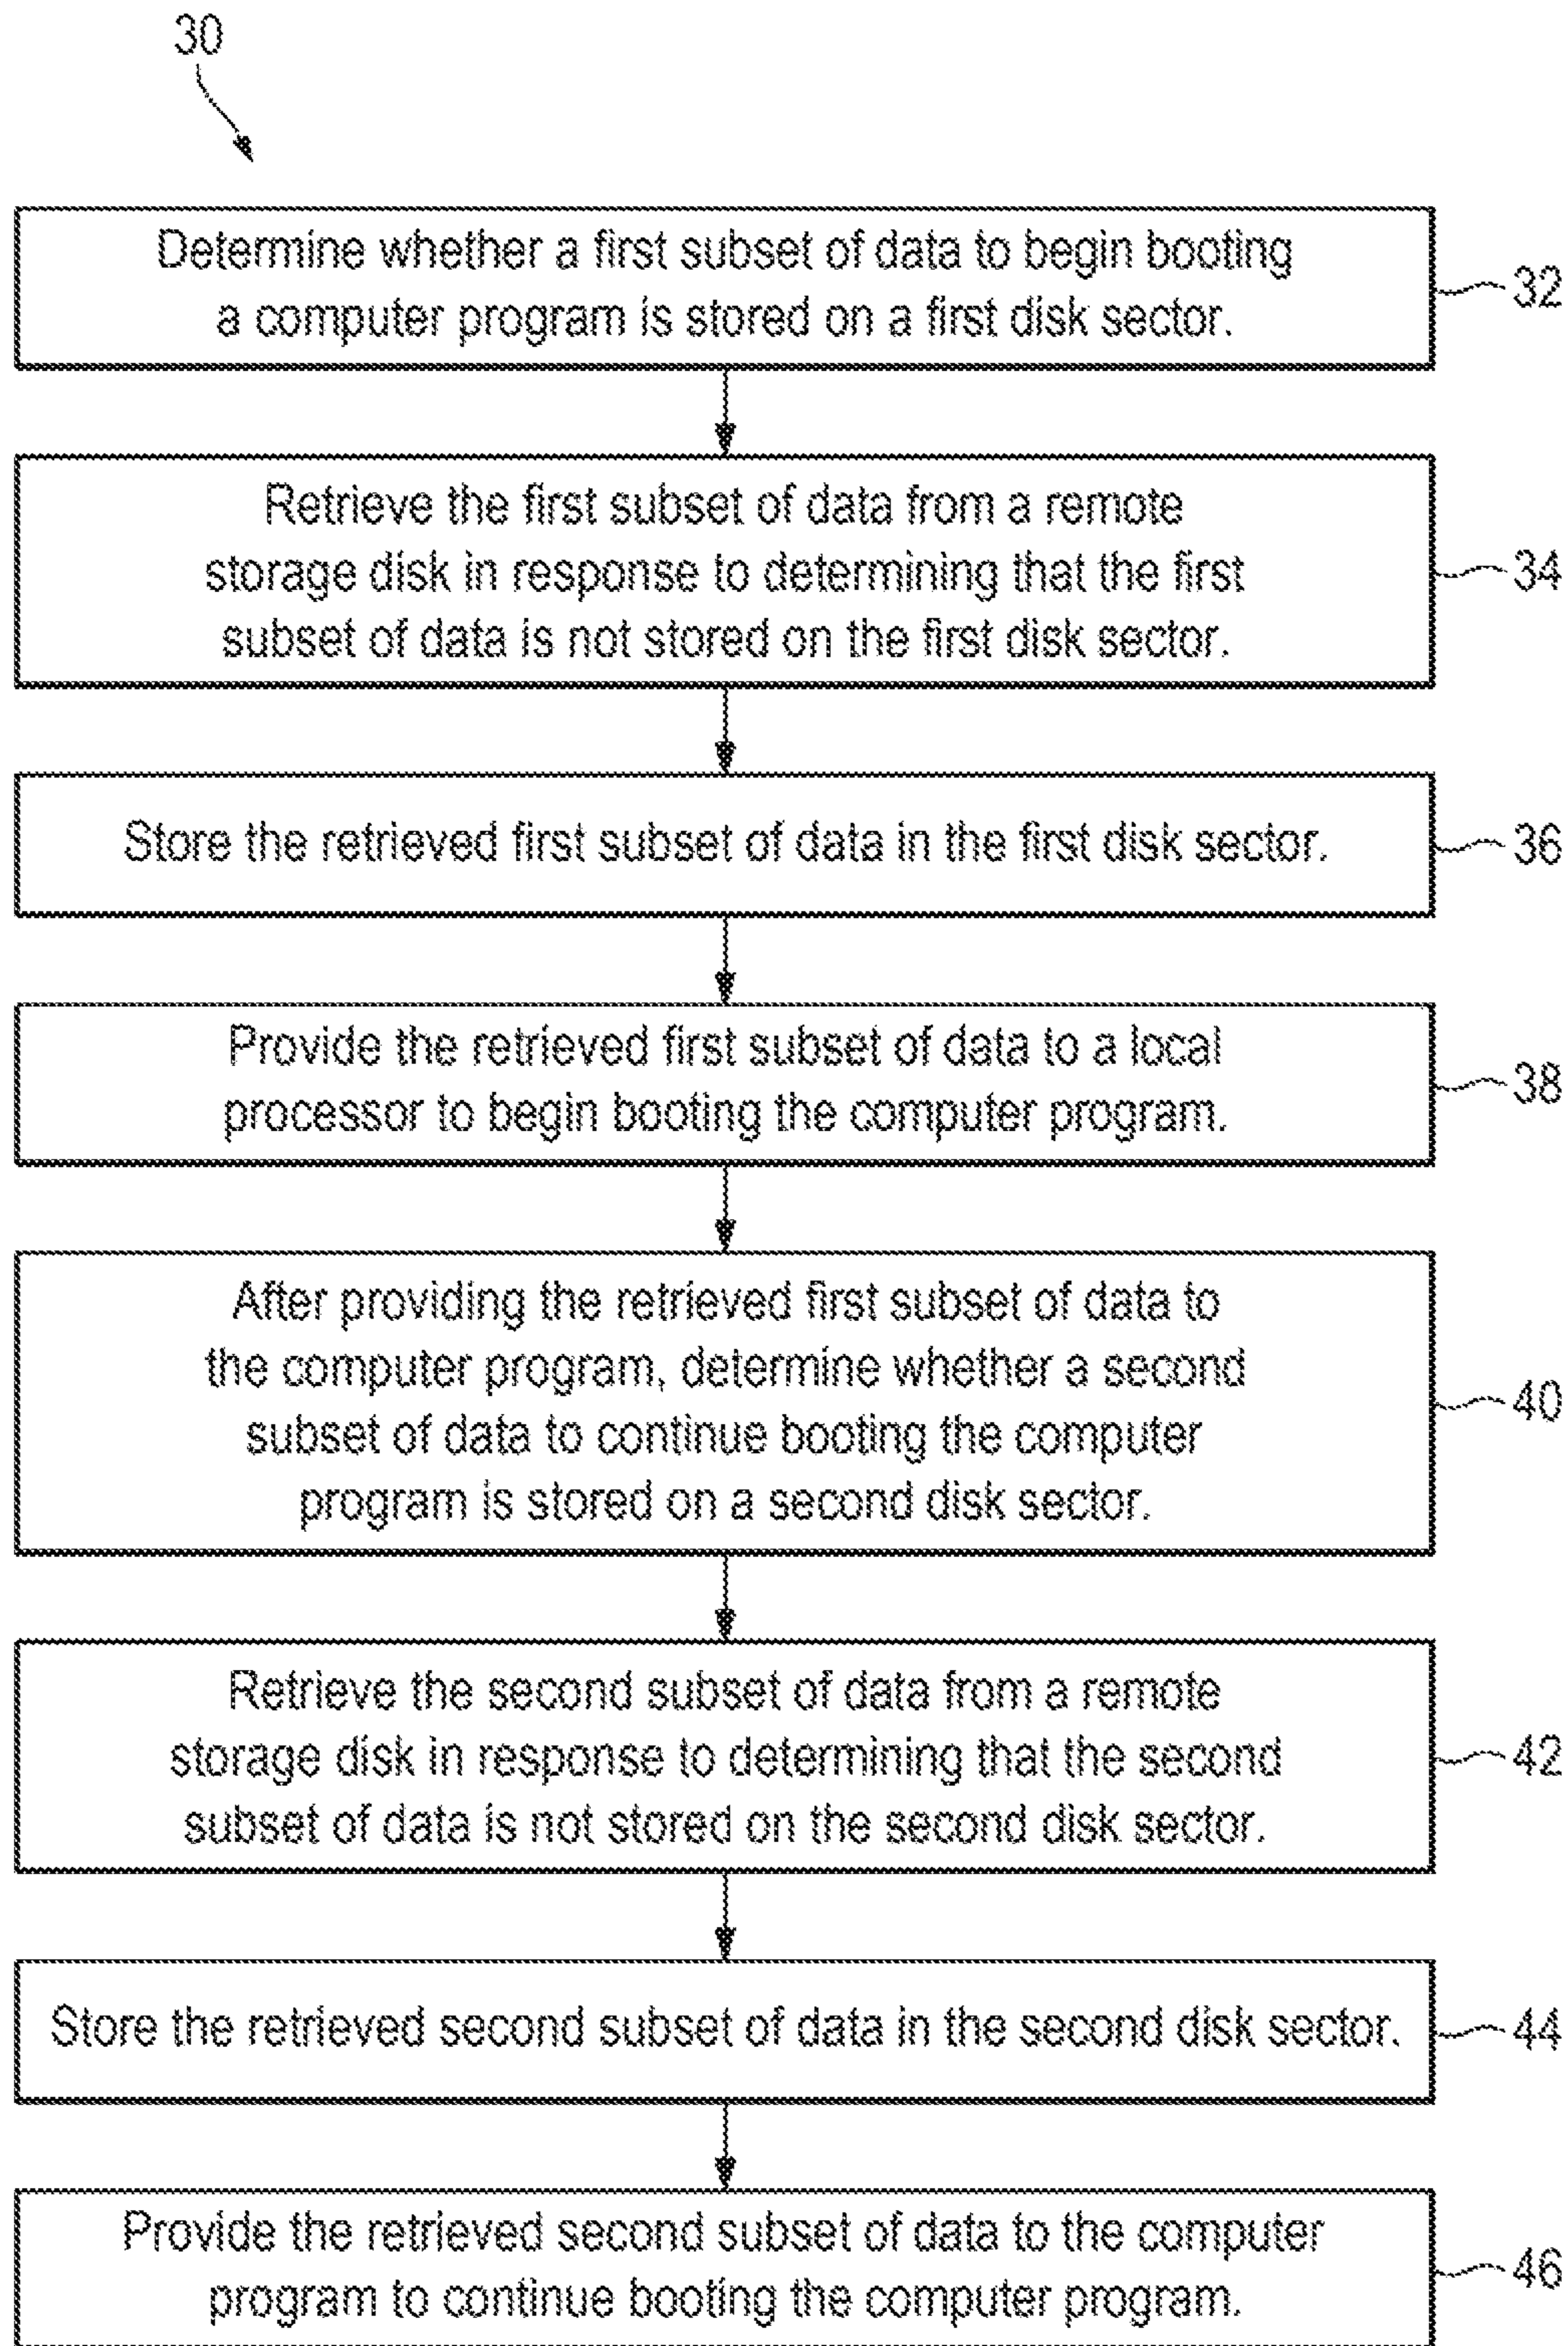 30
Determine whether a first subset of data to begin booting
a computer program is stored on a first disk sector.
32
Retrieve the first subset of data from a remote
storage disk in response to determining that the first
subset of data is not stored on the first disk sector.
34
Store the retrieved first subset of data in the first disk sector.
36
Provide the retrieved first subset of data to a local
processor to begin booting the computer program.
38
After providing the retrieved first subset of data to
the computer program, determine whether a second
subset of data to continue booting the computer
program is stored on a second disk sector.
40
Retrieve the second subset of data from a remote
storage disk in response to determining that the second
subset of data is not stored on the second disk sector.
42
Store the retrieved second subset of data in the second disk sector.
44
Provide the retrieved second subset of data to the computer
program to continue booting the computer program.
46